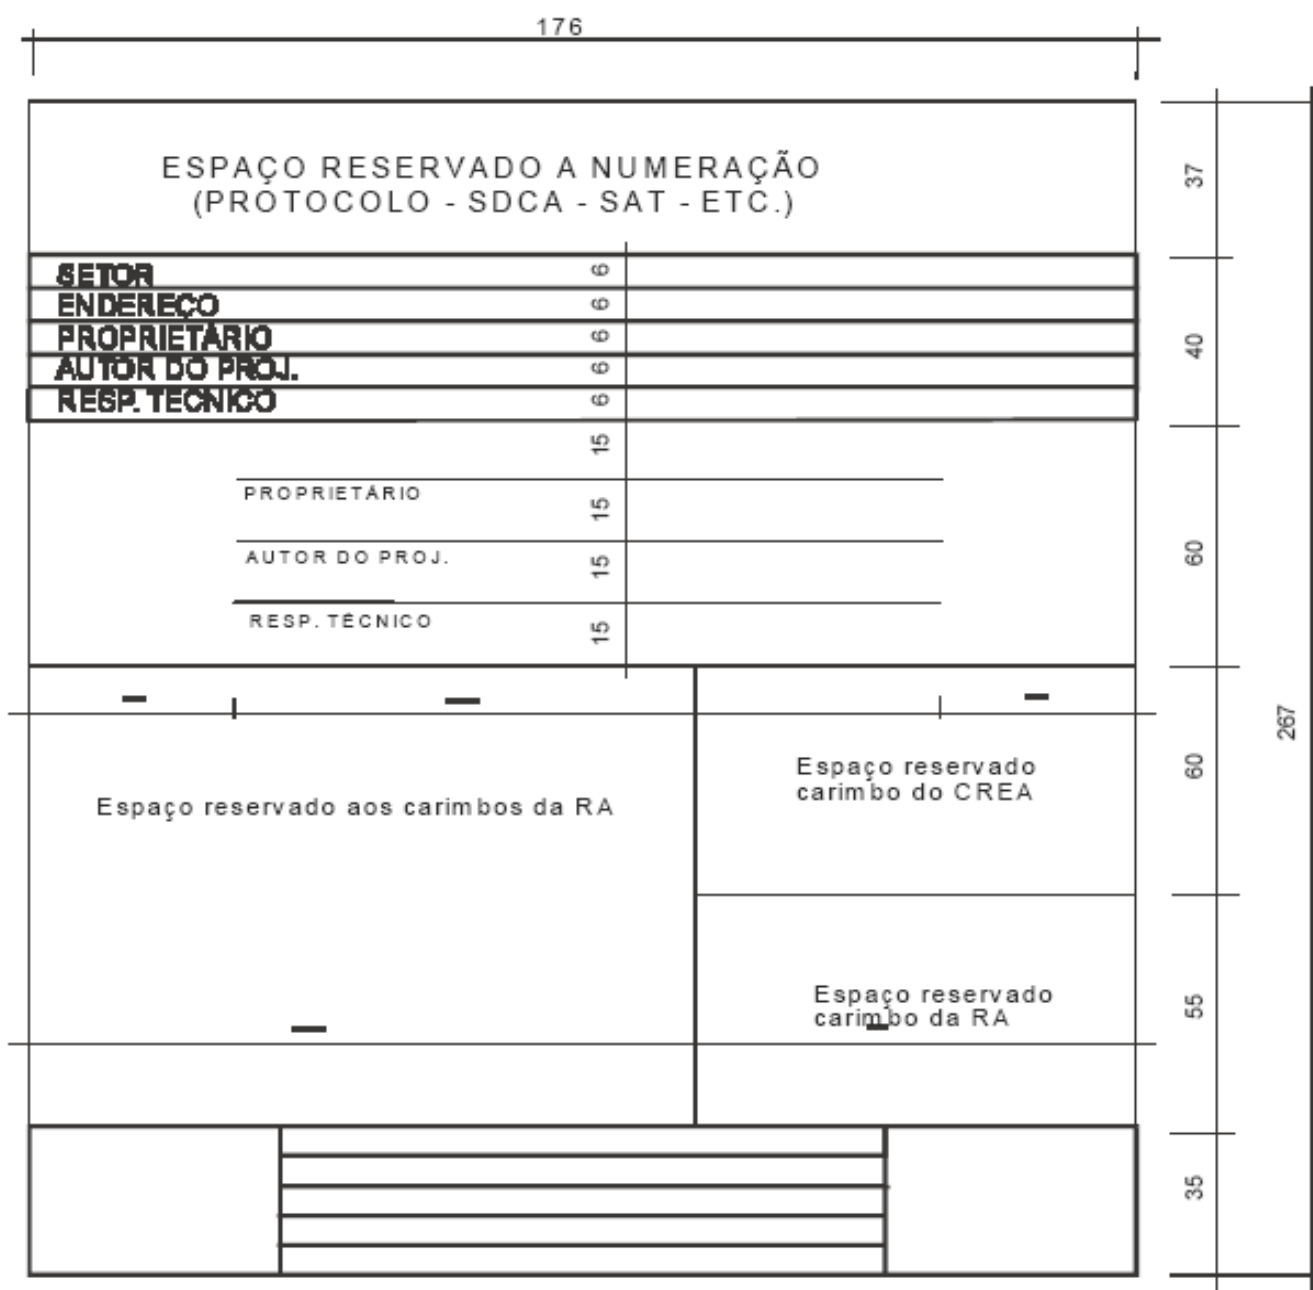 176
ESPAÇO RESERVADO A NUMERAÇÃO
(PROTOCOLO - SDCA - SAT - ETC.)
37
SETOR 6
ENDEREÇO 6
PROPRIETÁRIO 6
40
AUTOR DO PROJ. 6
RESP. TECNICO 6
15
PROPRIETÁRIO
15
AUTOR DO PROJ.
15
60
RESP. TÉCNICO
15
267
60
Espaço reservado
carimbo do CREA
Espaço reservado aos carimbos da RA
Espaço reservado
carimbo da RA
55
35